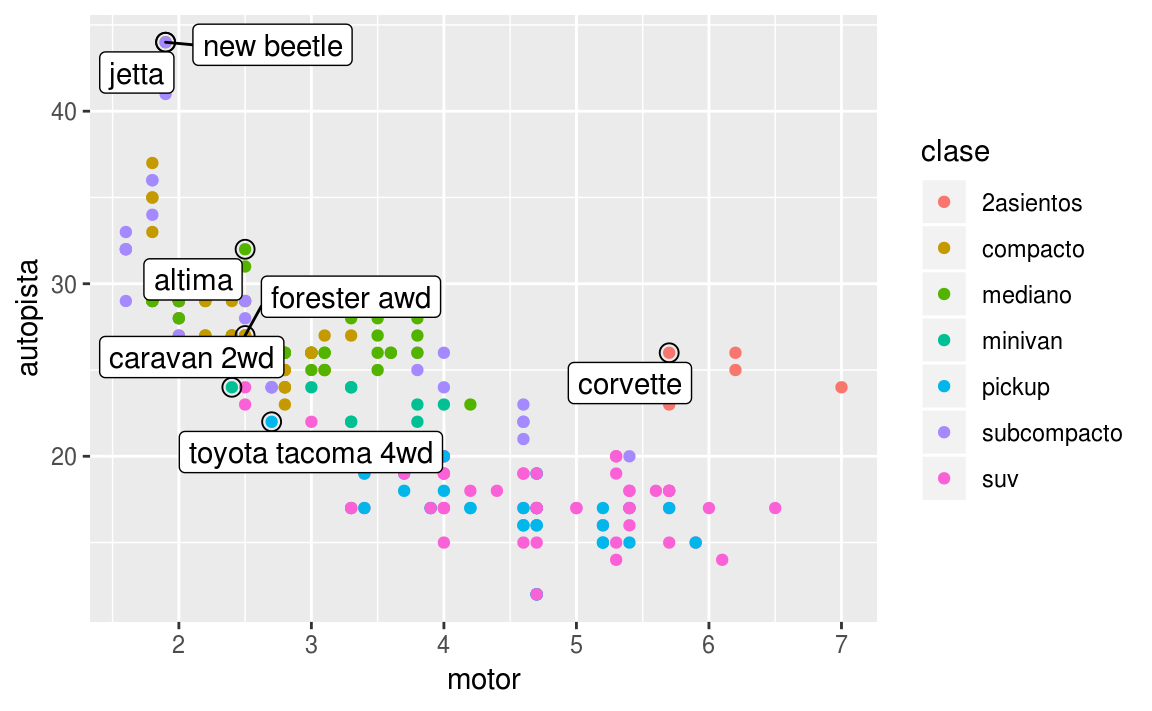 new beetle
jetta
altima
forester awd
caravan 2wd
corvette
toyota tacoma 4wd
40
30
20
autopista
2 3 4 5 6 7
motor
clase
2asientos
compacto
mediano
minivan
pickup
subcompacto
suv